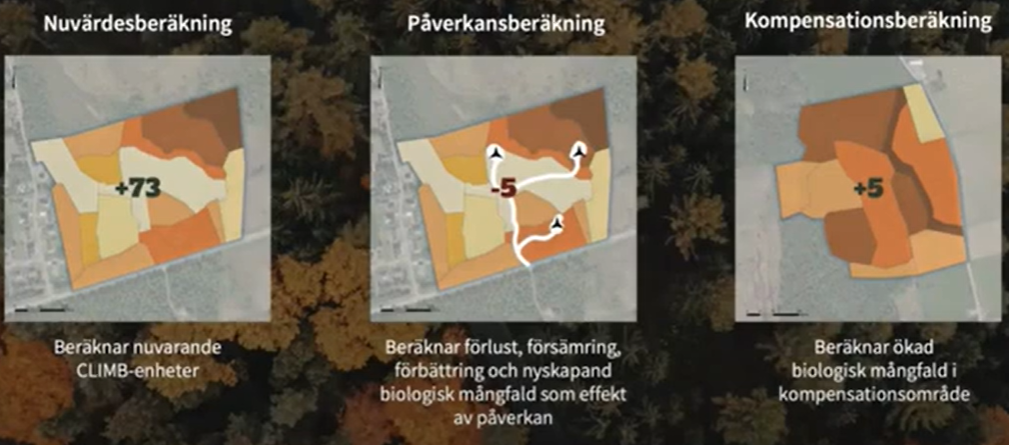 Nuvärdesberäkning
+73
Beräknar nuvarande
CLIMB-enheter
Påverkansberäkning
-5
Beräknar förlust, försämring,
förbättring och nyskapand
biologisk mångfald som effekt
av påverkan
Kompensationsberäkning
+5
Beräknar ökad
biologisk mångfald i
kompensationsområde